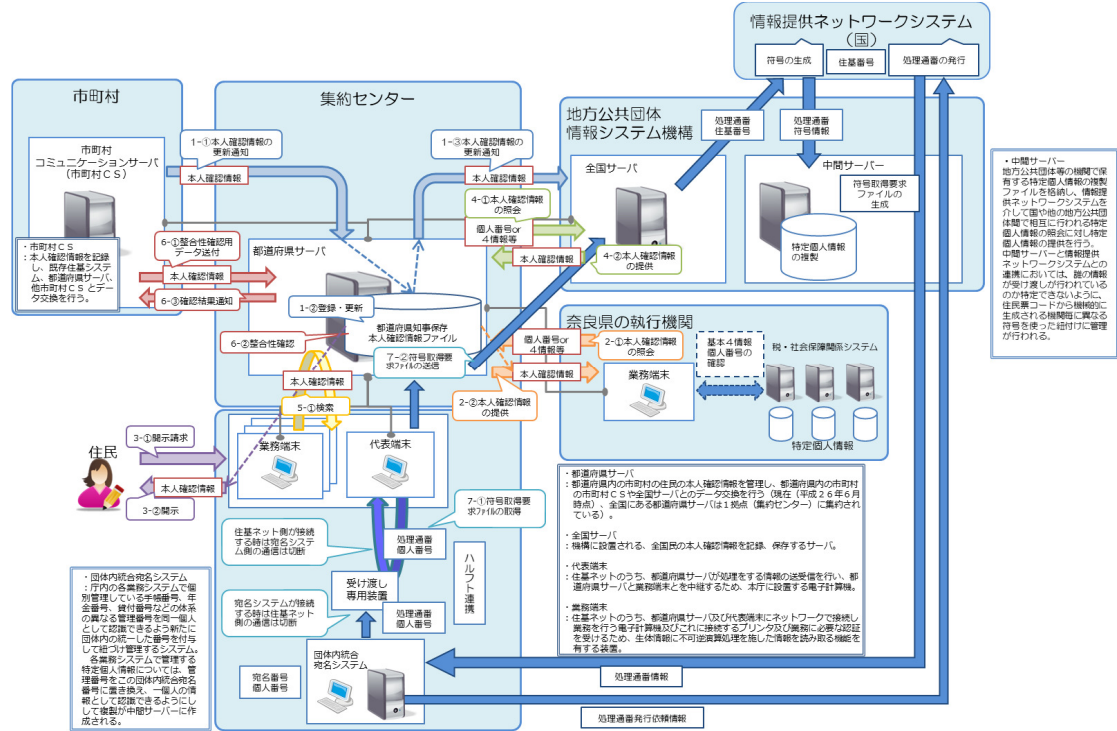 情報提供ネットワークシステム
（国）
符号の生成
住基番号
処理通番の発行
市町村
市町村
コミュニケーションサーバ
（市町村ＣＳ）
・市町村ＣＳ
：本人確認情報を記録
し、既存住基システ
ム、都道府県サーバ、
他市町村ＣＳとデー
タ交換を行う。
集約センター
1-①本人確認情報の
更新通知
本人確認情報
1-③本人確認情報の
更新通知
本人確認情報
4-①本人確認情報
の照会
個人番号or
４情報等
本人確認情報
4-②本人確認情報
の提供
6-①整合性確認用
データ送付
本人確認情報
6-③確認結果通知
都道府県サーバ
1-②登録・更新
都道府県知事保存
本人確認情報ファイル
6-②整合性確認
7-②符号取得要
求ﾌｧｲﾙの送信
本人確認情報
5-①検索
個人番号or
４情報等
2-①本人確認情報
の照会
本人確認情報
2-②本人確認情報
の提供
地方公共団体
情報システム機構
処理通番
住基番号
処理通番
符号情報
全国サーバ
中間サーバー
符号取得要求
ファイルの
生成
特定個人情報
の複製
・中間サーバー
地方公共団体等の機関で保
有する特定個人情報の複製
ファイルを格納し、情報提
供ネットワークシステムを
介して国や他の地方公共団
体間で相互に行われる特定
個人情報の照会に対し特定
個人情報の提供を行う。
中間サーバーと情報提供
ネットワークシステムとの
連携においては、誰の情報
が受け渡しが行われている
のか特定できないように、
住民票コードから機械的に
生成される機関毎に異なる
符号を使った紐付けに管理
が行われる。
奈良県の執行機関
業務端末
基本４情報
個人番号の
確認
税・社会保障関係システム
特定個人情報
住民
3-①開示請求
本人確認情報
3-②開示
業務端末
代表端末
7-①符号取得要
求ﾌｧｲﾙの取得
住基ネット側が接続
する時は宛名システ
ム側の通信は切断
処理通番
個人番号
受け渡し
専用装置
ハルフト連携
宛名システムが接続
する時は住基ネット
側の通信は切断
処理通番
個人番号
団体内統合
宛名システム
宛名番号
個人番号
・団体内統合宛名システム
：庁内の各業務システムで個
別管理している手帳番号、年
金番号、貸付番号などの体系
の異なる管理番号を同一個人
として認識できるよう新たに
団体内の統一した番号を付与
して紐づけ管理するシステム。
各業務システムで管理する
特定個人情報については、管
理番号をこの団体内統合宛名
番号に置き換え、一個人の情
報として認識できるようにし
して複製が中間サーバーに作
成される。
・都道府県サーバ
：都道府県内の市町村の住民の本人確認情報を管理し、都道府県内の市町村
の市町村ＣＳや全国サーバとのデータ交換を行う（現在（平成２６年６月
時点）、全国にある都道府県サーバは１拠点（集約センター）に集約され
ている）。
・全国サーバ
：機構に設置される、全国民の本人確認情報を記録、保存するサーバ。
・代表端末
：住基ネットのうち、都道府県サーバが処理をする情報の送受信を行い、都
道府県サーバと業務端末とを中継するため、本庁に設置する電子計算機。
・業務端末
：住基ネットのうち、都道府県サーバ及び代表端末にネットワークで接続し
業務を行う電子計算機及びこれに接続するプリンタ及び業務に必要な認証
を受けるため、生体情報に不可逆演算処理を施した情報を読み取る機能を
有する装置。
処理通番情報
処理通番発行依頼情報